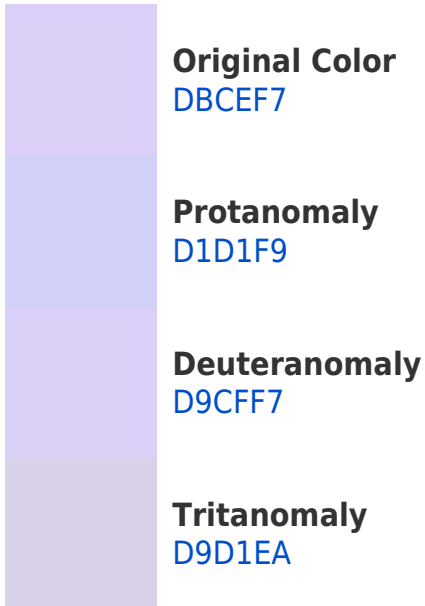 Original Color
DBCEF7
Protanomaly
D1D1F9
Deuteranomaly
D9CFF7
Tritanomaly
D9D1EA